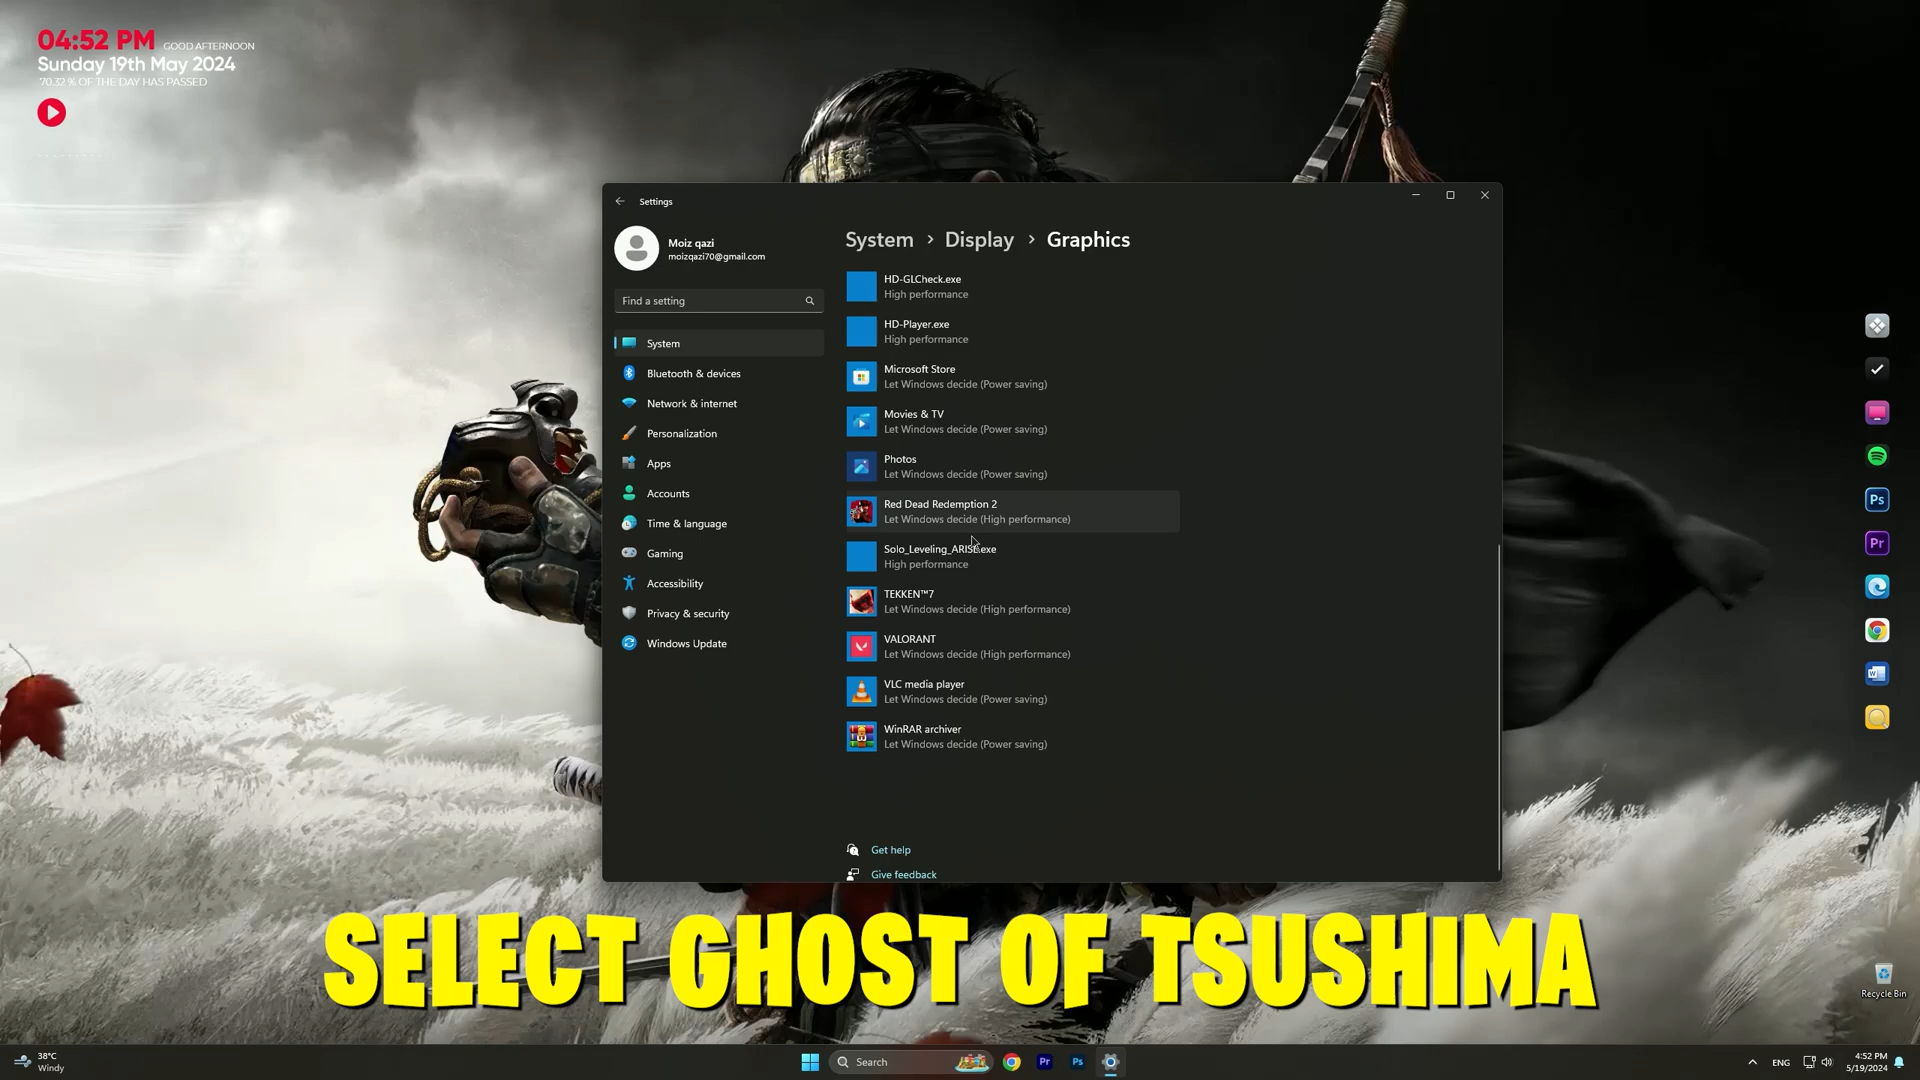 04:52 PM GOOD AFTERNOON
Sunday 19th May 2024
70.32 % OF THE DAY HAS PASSED
Settings
Moiz qazi
moizqazi70@gmail.com
Find a setting
System
Bluetooth & devices
Network & internet
Personalization
Apps
Accounts
Time & language
Gaming
Accessibility
Privacy & security
Windows Update
System > Display > Graphics
HD-GLCheck.exe
High performance
HD-Player.exe
High performance
Microsoft Store
Let Windows decide (Power saving)
Movies & TV
Let Windows decide (Power saving)
Photos
Let Windows decide (Power saving)
Red Dead Redemption 2
Let Windows decide (High performance)
Solo_Leveling_ARISE.exe
High performance
TEKKEN™7
Let Windows decide (High performance)
VALORANT
Let Windows decide (High performance)
VLC media player
Let Windows decide (Power saving)
WinRAR archiver
Let Windows decide (Power saving)
Get help
Give feedback
Ps
Pr
W
Recycle Bin
SELECT GHOST OF TSUSHIMA
38°C
Windy
Search
Pr
Ps
ENG
4:52 PM
5/19/2024